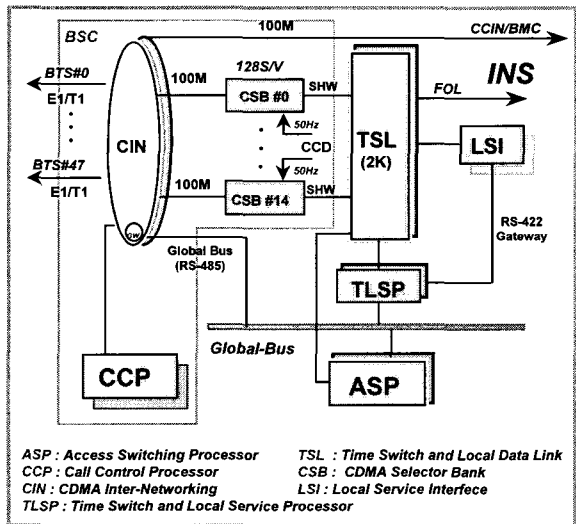 100M
CCIN/BMC
BSC
128S/V
BTS#0
100M
CSB #0
SHW
FOL
INS
E1/T1
50Hz
TSL
(2K)
LSI
CIN
CCD
50Hz
BTS#47
100M
SHW
E1/T1
CSB #14
GW
Global Bus
(RS-485)
RS-422
Gateway
TLSP
Global-Bus
CCP
ASP
ASP : Access Switching Processor
TSL : Time Switch and Local Data Link
CCP : Call Control Processor
CSB : CDMA Selector Bank
CIN : CDMA Inter-Networking
LSI : Local Service Interfece
TLSP : Time Switch and Local Service Processor